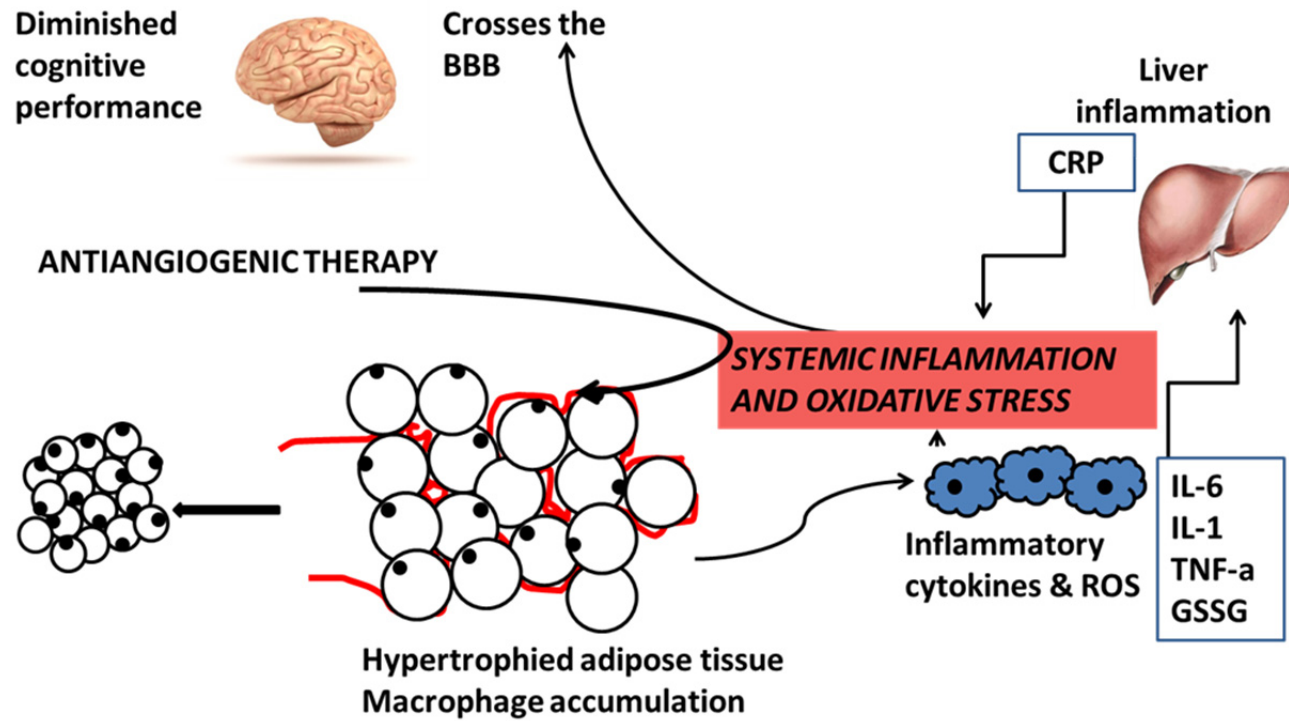 Diminished
cognitive
performance
Crosses the
BBB
Liver
inflammation
CRP
ANTIANGIOGENIC THERAPY
SYSTEMIC INFLAMMATION
AND OXIDATIVE STRESS
Inflammatory
cytokines & ROS
IL-6
IL-1
TNF-a
GSSG
Hypertrophied adipose tissue
Macrophage accumulation